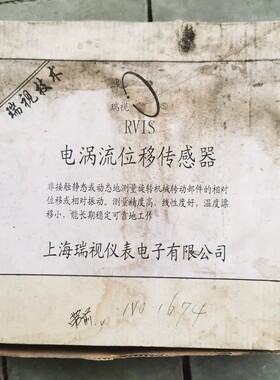 瑞视技术
瑞视
RVIS
电涡流位移传感器
非接触静态或动态地测量旋转机械转动部件的相对
位移或相对振动。测量精度高、线性度好，温度漂
移小，能长期稳定可靠地工作
上海瑞视仪表电子有限公司
1VO-1674